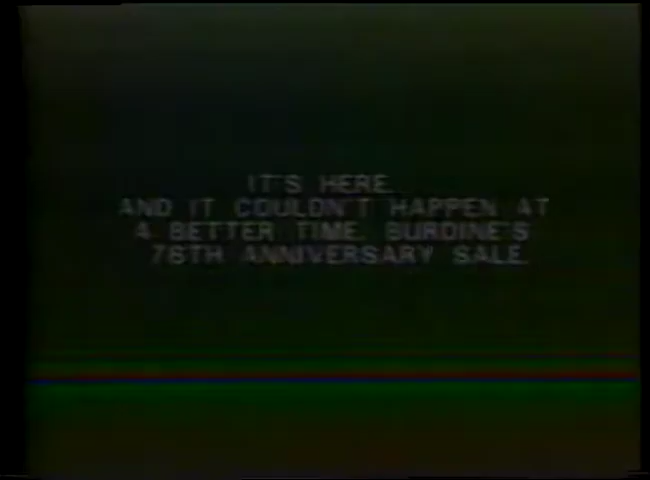 IT'S HERE.
AND IT COULDN'T HAPPEN AT
A BETTER TIME. BURDINE'S
76TH ANNIVERSARY SALE.